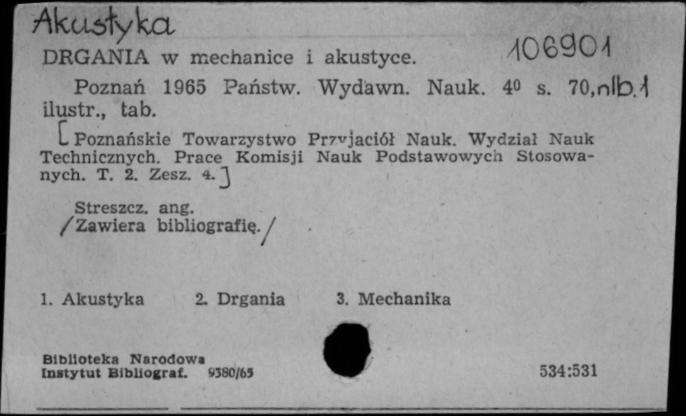 Akustyka
DRGANIA w mechanice i akustyce. 106901
Poznań 1965 Państw. Wydawn. Nauk. 4⁰ s. 70, nlb. 1
ilustr., tab.
[Poznańskie Towarzystwo Przyjaciół Nauk. Wydział Nauk
Technicznych. Prace Komisji Nauk Podstawowych Stosowa-
nych. T. 2. Zesz. 4.]
Streszcz. ang.
/Zawiera bibliografię./
1. Akustyka 2. Drgania 3. Mechanika
Biblioteka Narodowa
Instytut Bibliograf. 9380/65 534:531